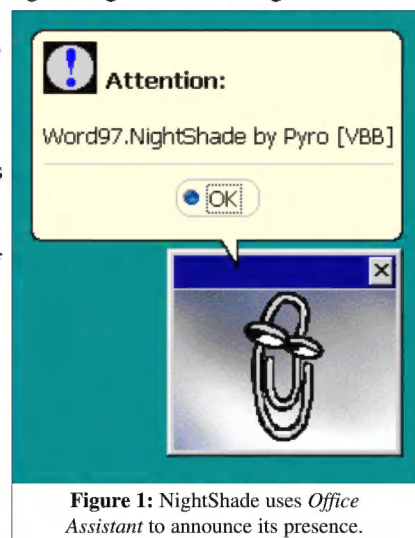 Attention:
Word97.NightShade by Pyro [VBB]
OK
Figure 1: NightShade uses Office
Assistant to announce its presence.